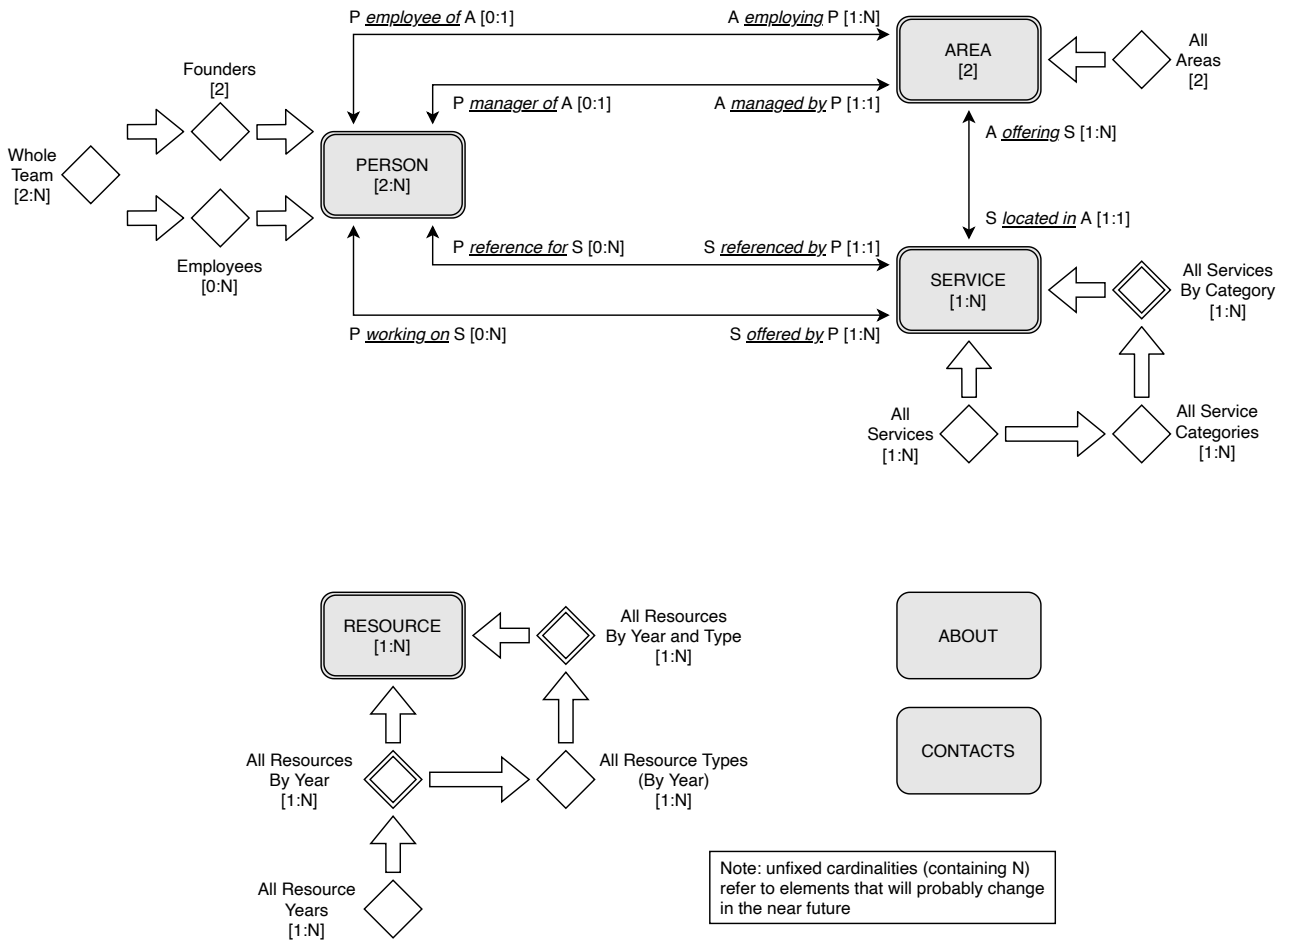 P employee of A [0:1]
A employing P [1:N]
AREA
[2]
All
Areas
[2]
Founders
[2]
P manager of A [0:1]
A managed by P [1:1]
A offering S [1:N]
Whole
Team
[2:N]
PERSON
[2:N]
S located in A [1:1]
Employees
[0:N]
P reference for S [0:N]
S referenced by P [1:1]
SERVICE
[1:N]
All Services
By Category
[1:N]
P working on S [0:N]
S offered by P [1:N]
All
Services
[1:N]
All Service
Categories
[1:N]
RESOURCE
[1:N]
All Resources
By Year and Type
[1:N]
ABOUT
All Resources
By Year
[1:N]
All Resource Types
(By Year)
[1:N]
CONTACTS
All Resource
Years
[1:N]
Note: unfixed cardinalities (containing N)
refer to elements that will probably change
in the near future